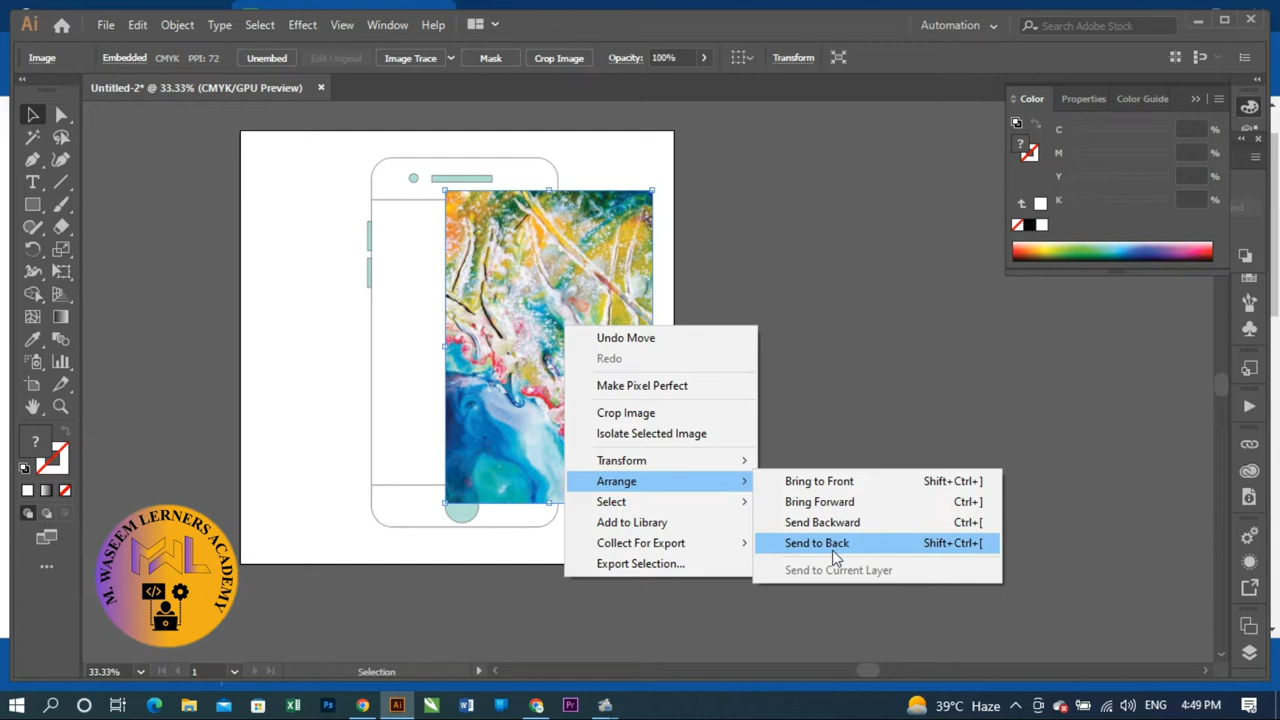 Ai File Edit Object Type Select Effect View Window Help Automation Search Adobe Stock
Image Embedded CMYK PPI: 72 Unembed Edit Original Image Trace Mask Crop Image Opacity: 100% Transform
Untitled-2* @ 33.33% (CMYK/GPU Preview)
Color Properties Color Guide
C %
M %
Y %
K %
?
Undo Move
Redo
Make Pixel Perfect
Crop Image
Isolate Selected Image
Transform
Arrange
Select
Add to Library
Collect For Export
Export Selection...
Bring to Front Shift+Ctrl+]
Bring Forward Ctrl+]
Send Backward Ctrl+[
Send to Back Shift+Ctrl+[
Send to Current Layer
?
M. WASEEM LERNERS ACADEMY
33.33% 1 Selection
39°C Haze ENG 4:49 PM